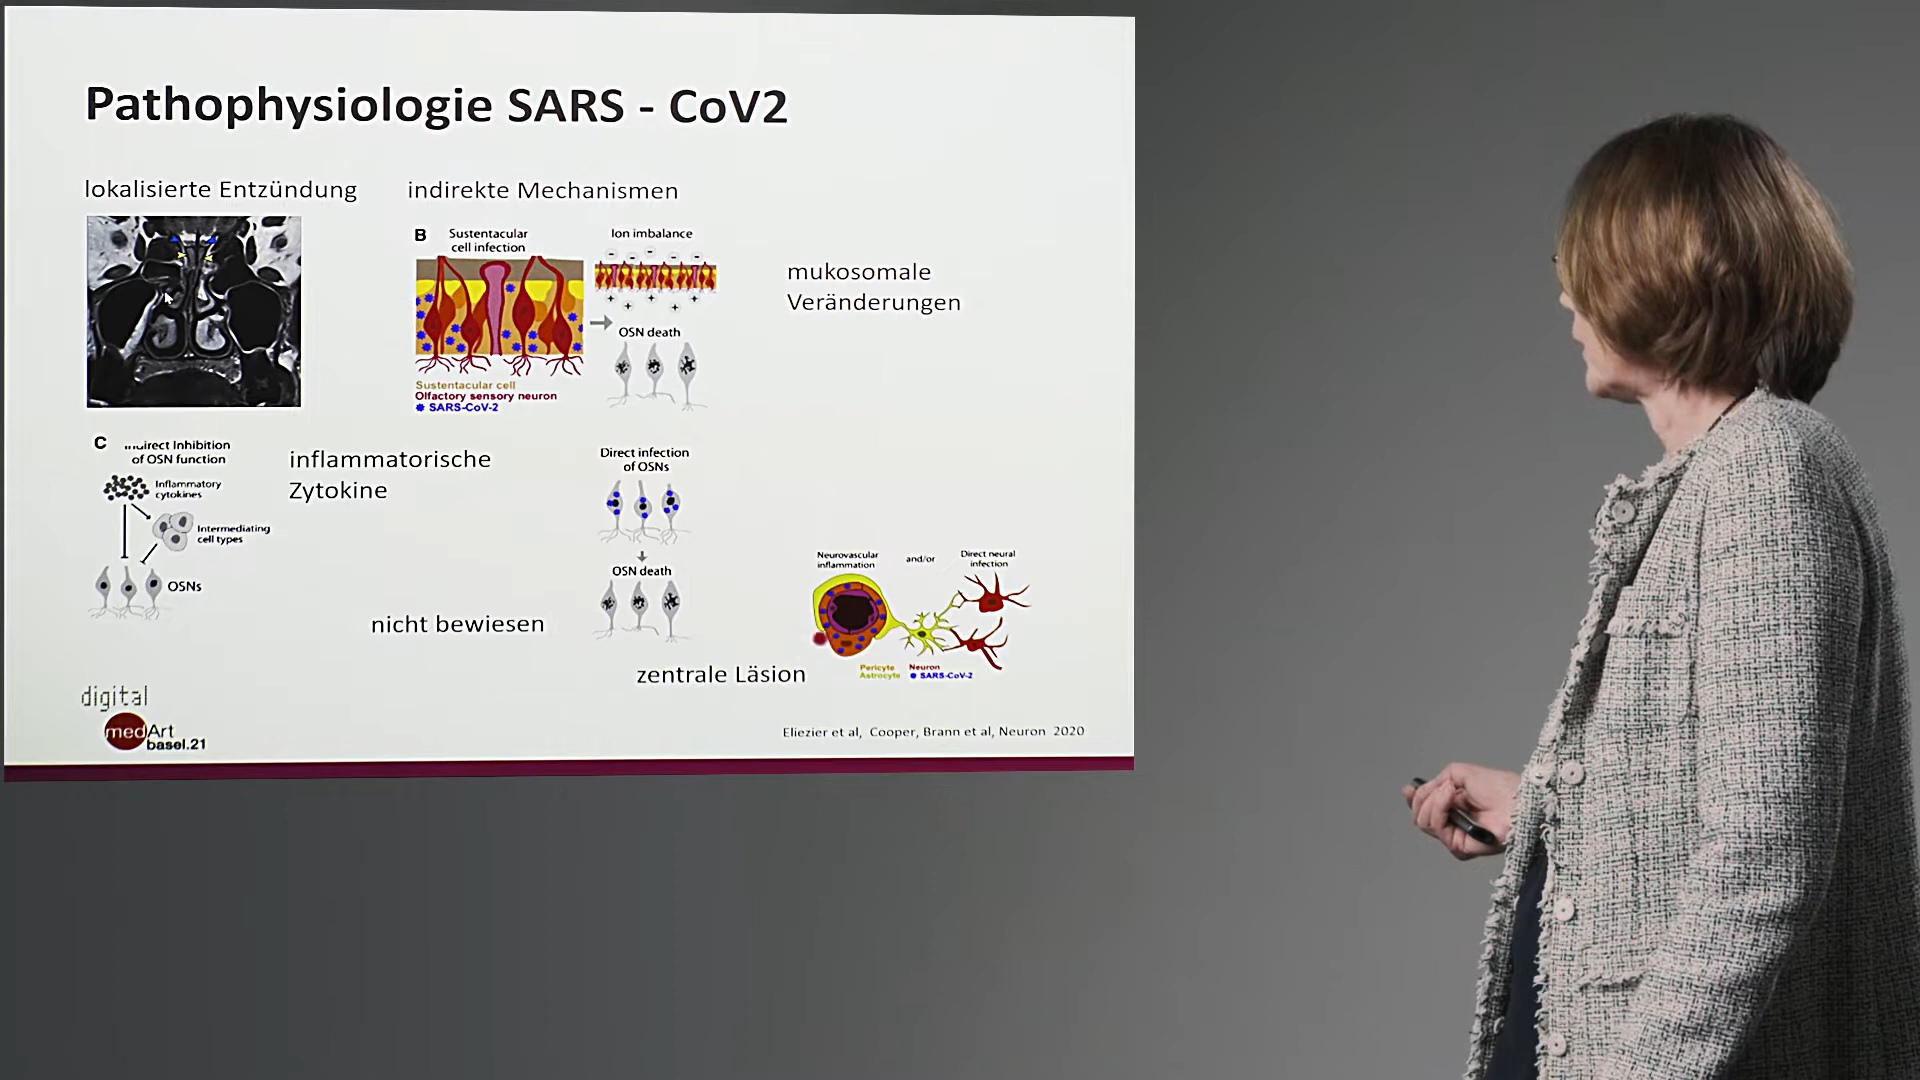 Pathophysiologie SARS - CoV2
lokalisierte Entzündung
indirekte Mechanismen
B
Sustentacular
cell infection
Ion imbalance
OSN death
Sustentacular cell
Olfactory sensory neuron
SARS-CoV-2
mukosomale
Veränderungen
C
Inhibition
of OSN function
Inflammatory
cytokines
Intermediating
cell types
OSNs
inflammatorische
Zytokine
Direct infection
of OSNs
OSN death
nicht bewiesen
Neurovascular
inflammation
and/or
Direct neural
infection
Pericyte
Astrocyte
Neuron
SARS-CoV-2
zentrale Läsion
digital
medArt
basel.21
Eliezier et al, Cooper, Brann et al, Neuron 2020